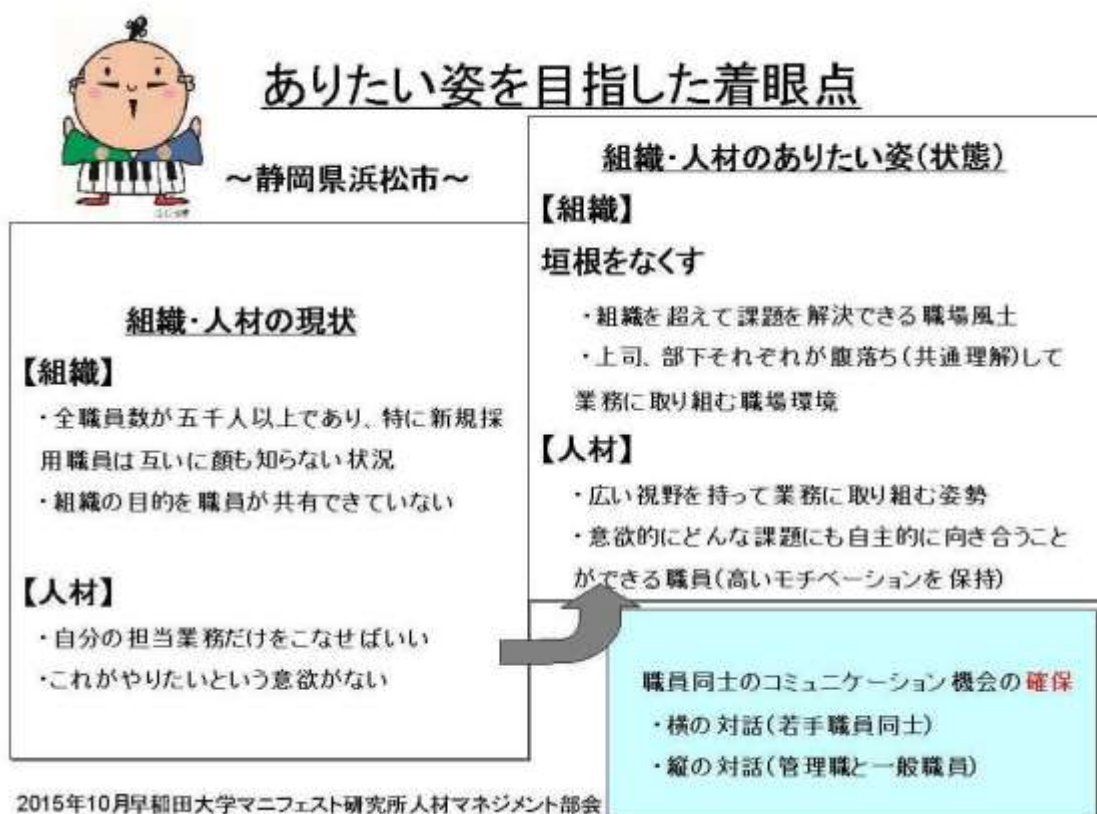 ありたい姿を目指した着眼点
～静岡県浜松市～
組織・人材の現状
【組織】
・全職員数が五千人以上であり、特に新規採
用職員は互いに顔も知らない状況
・組織の目的を職員が共有できていない
【人材】
・自分の担当業務だけをこなせばいい
・これがやりたいという意欲がない
組織・人材のありたい姿(状態)
【組織】
垣根をなくす
・組織を超えて課題を解決できる職場風土
・上司、部下それぞれが腹落ち(共通理解)して
業務に取り組む職場環境
【人材】
・広い視野を持って業務に取り組む姿勢
・意欲的にどんな課題にも自主的に向き合うこと
ができる職員(高いモチベーションを保持)
職員同士のコミュニケーション機会の確保
・横の対話(若手職員同士)
・縦の対話(管理職と一般職員)
2015年10月早稲田大学マニフェスト研究所人材マネジメント部会